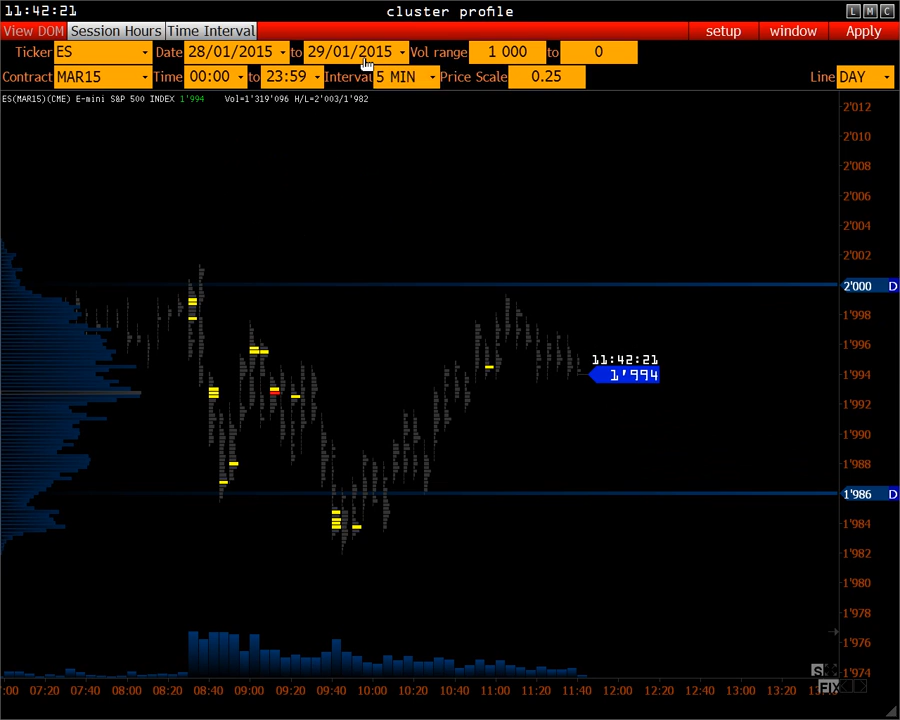 11:42:21 cluster profile L M C
View DOM Session Hours Time Interval setup window Apply
Ticker ES Date 28/01/2015 to 29/01/2015 Vol range 1 000 to 0
Contract MAR15 Time 00:00 to 23:59 Interval 5 MIN Price Scale 0.25 Line DAY
ES(MAR15)(CME) E-mini S&P 500 INDEX 1'994 Vol=1'319'096 H/L=2'003/1'982
2'012
2'010
2'008
2'006
2'004
2'002
2'000 D
1'998
1'996
11:42:21
1'994 1'994
1'992
1'990
1'988
1'986 D
1'984
1'982
1'980
1'978
1'976
1'974
S
FIX
:00 07:20 07:40 08:00 08:20 08:40 09:00 09:20 09:40 10:00 10:20 10:40 11:00 11:20 11:40 12:00 12:20 12:40 13:00 13:20